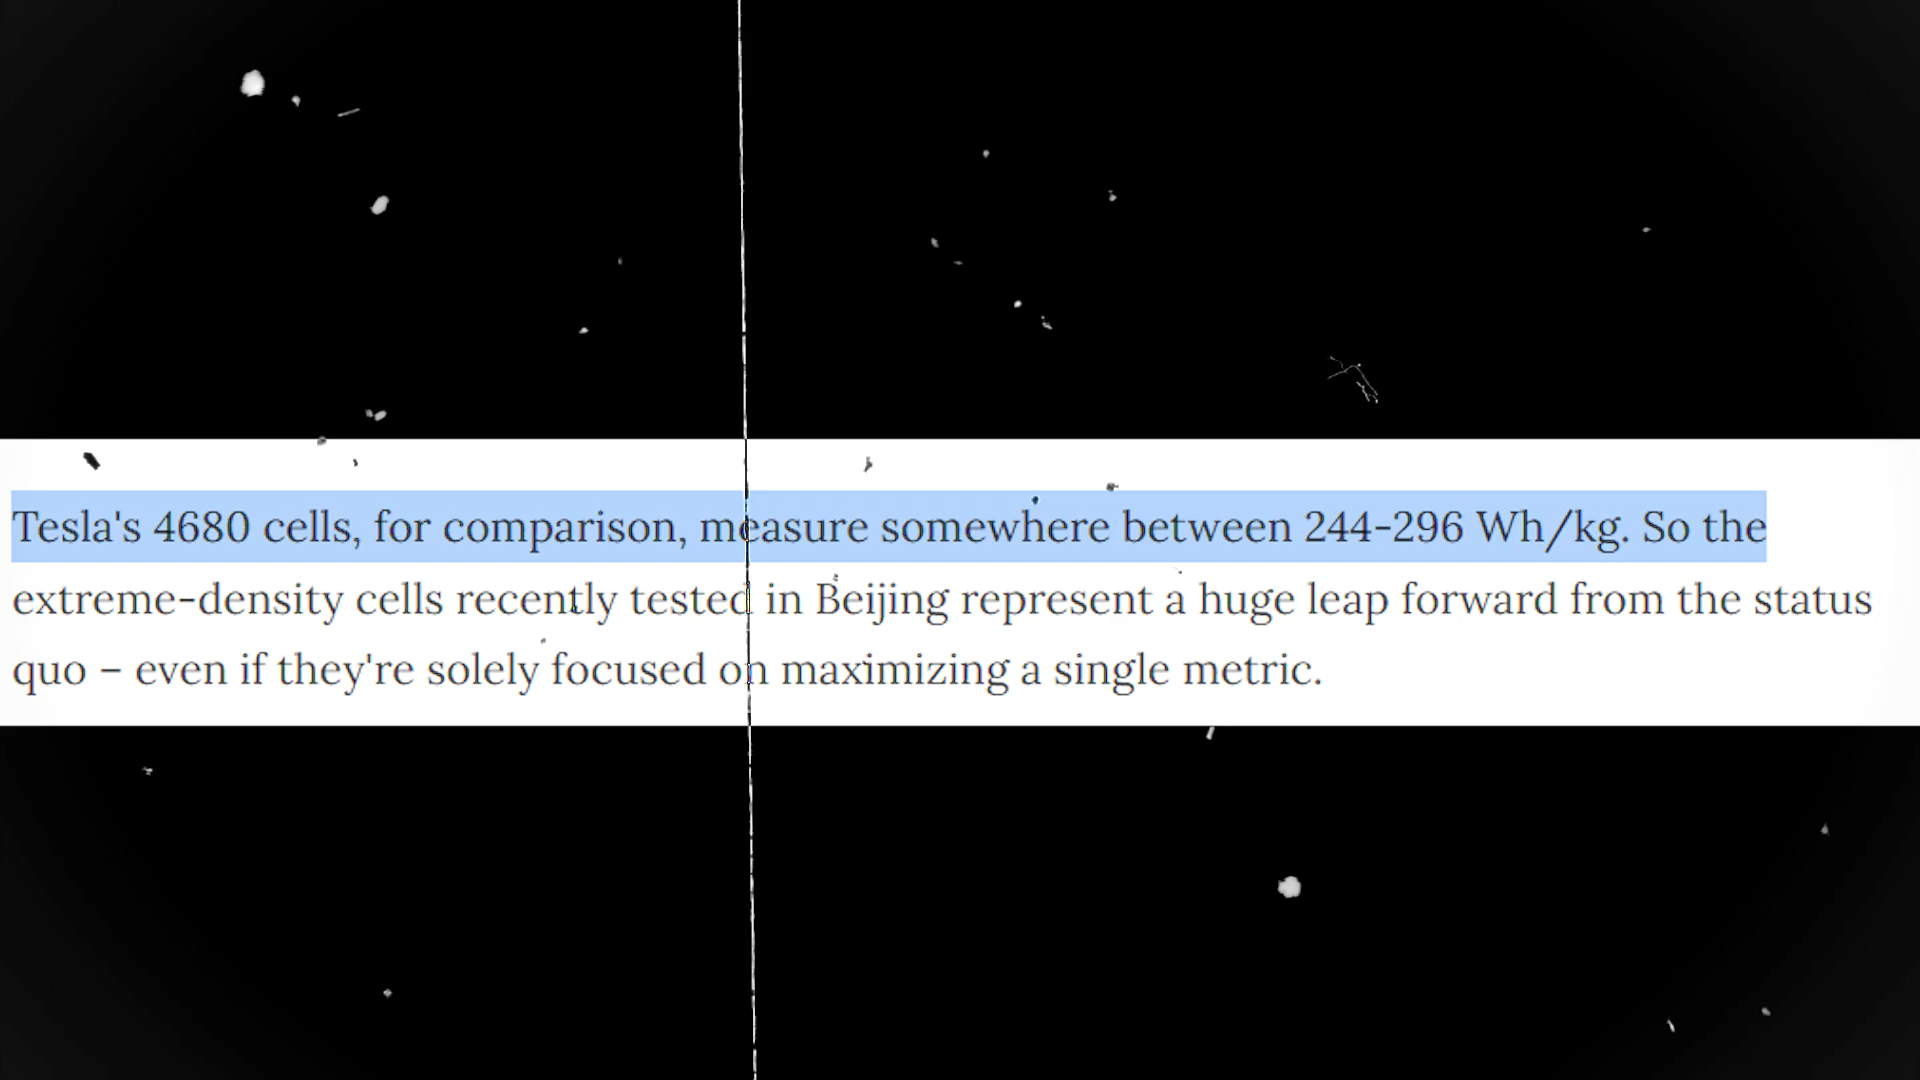 Tesla's 4680 cells, for comparison, measure somewhere between 244-296 Wh/kg. So the
extreme-density cells recently tested in Beijing represent a huge leap forward from the status
quo – even if they're solely focused on maximizing a single metric.